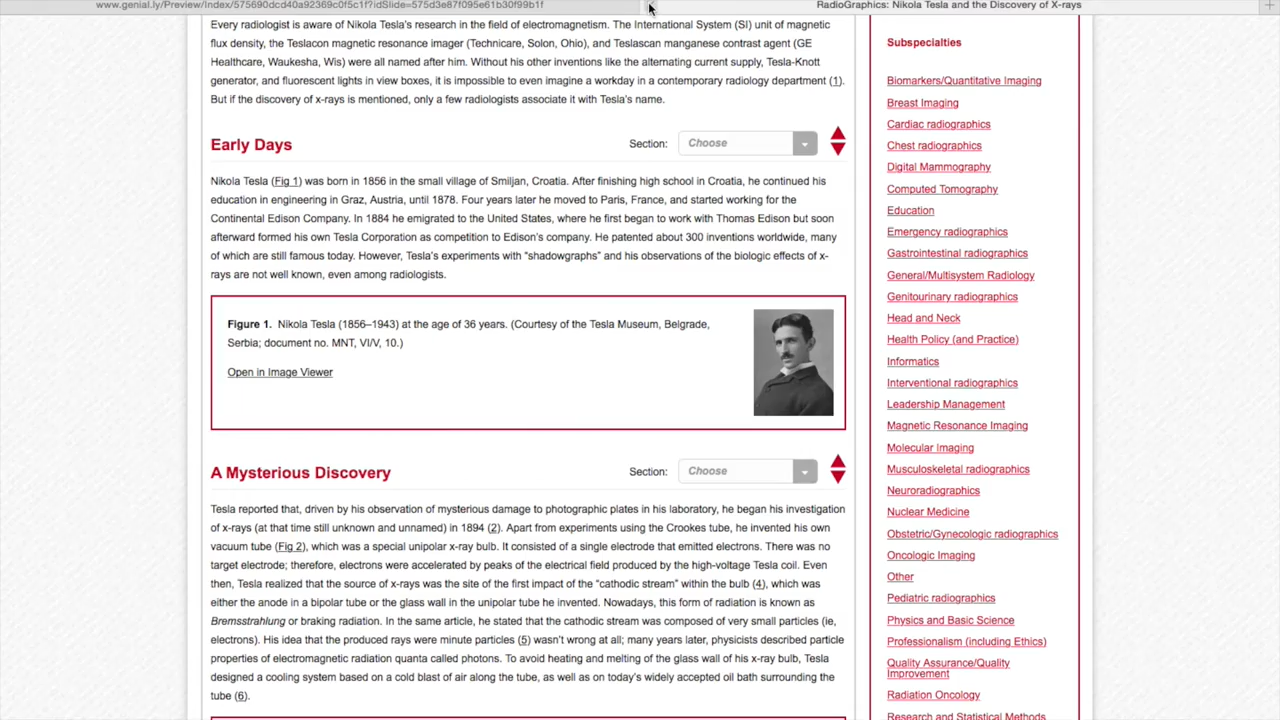 www.genial.ly/Preview/Index/575690dcd40a92369c0f5c1f?idSlide=575d3e87f095e61b30f99b1f
RadioGraphics: Nikola Tesla and the Discovery of X-rays
Every radiologist is aware of Nikola Tesla's research in the field of electromagnetism. The International System (SI) unit of magnetic
flux density, the Teslacon magnetic resonance imager (Technicare, Solon, Ohio), and Teslascan manganese contrast agent (GE
Healthcare, Waukesha, Wis) were all named after him. Without his other inventions like the alternating current supply, Tesla-Knott
generator, and fluorescent lights in view boxes, it is impossible to even imagine a workday in a contemporary radiology department (1).
But if the discovery of x-rays is mentioned, only a few radiologists associate it with Tesla's name.
Early Days
Section:
Choose
Nikola Tesla (Fig 1) was born in 1856 in the small village of Smiljan, Croatia. After finishing high school in Croatia, he continued his
education in engineering in Graz, Austria, until 1878. Four years later he moved to Paris, France, and started working for the
Continental Edison Company. In 1884 he emigrated to the United States, where he first began to work with Thomas Edison but soon
afterward formed his own Tesla Corporation as competition to Edison's company. He patented about 300 inventions worldwide, many
of which are still famous today. However, Tesla's experiments with "shadowgraphs" and his observations of the biologic effects of x-
rays are not well known, even among radiologists.
Figure 1. Nikola Tesla (1856–1943) at the age of 36 years. (Courtesy of the Tesla Museum, Belgrade,
Serbia; document no. MNT, VI/V, 10.)
Open in Image Viewer
A Mysterious Discovery
Section:
Choose
Tesla reported that, driven by his observation of mysterious damage to photographic plates in his laboratory, he began his investigation
of x-rays (at that time still unknown and unnamed) in 1894 (2). Apart from experiments using the Crookes tube, he invented his own
vacuum tube (Fig 2), which was a special unipolar x-ray bulb. It consisted of a single electrode that emitted electrons. There was no
target electrode; therefore, electrons were accelerated by peaks of the electrical field produced by the high-voltage Tesla coil. Even
then, Tesla realized that the source of x-rays was the site of the first impact of the "cathodic stream" within the bulb (4), which was
either the anode in a bipolar tube or the glass wall in the unipolar tube he invented. Nowadays, this form of radiation is known as
Bremsstrahlung or braking radiation. In the same article, he stated that the cathodic stream was composed of very small particles (ie,
electrons). His idea that the produced rays were minute particles (5) wasn't wrong at all; many years later, physicists described particle
properties of electromagnetic radiation quanta called photons. To avoid heating and melting of the glass wall of his x-ray bulb, Tesla
designed a cooling system based on a cold blast of air along the tube, as well as on today's widely accepted oil bath surrounding the
tube (6).
Subspecialties
Biomarkers/Quantitative Imaging
Breast Imaging
Cardiac radiographics
Chest radiographics
Digital Mammography
Computed Tomography
Education
Emergency radiographics
Gastrointestinal radiographics
General/Multisystem Radiology
Genitourinary radiographics
Head and Neck
Health Policy (and Practice)
Informatics
Interventional radiographics
Leadership Management
Magnetic Resonance Imaging
Molecular Imaging
Musculoskeletal radiographics
Neuroradiographics
Nuclear Medicine
Obstetric/Gynecologic radiographics
Oncologic Imaging
Other
Pediatric radiographics
Physics and Basic Science
Professionalism (including Ethics)
Quality Assurance/Quality
Improvement
Radiation Oncology
Research and Statistical Methods